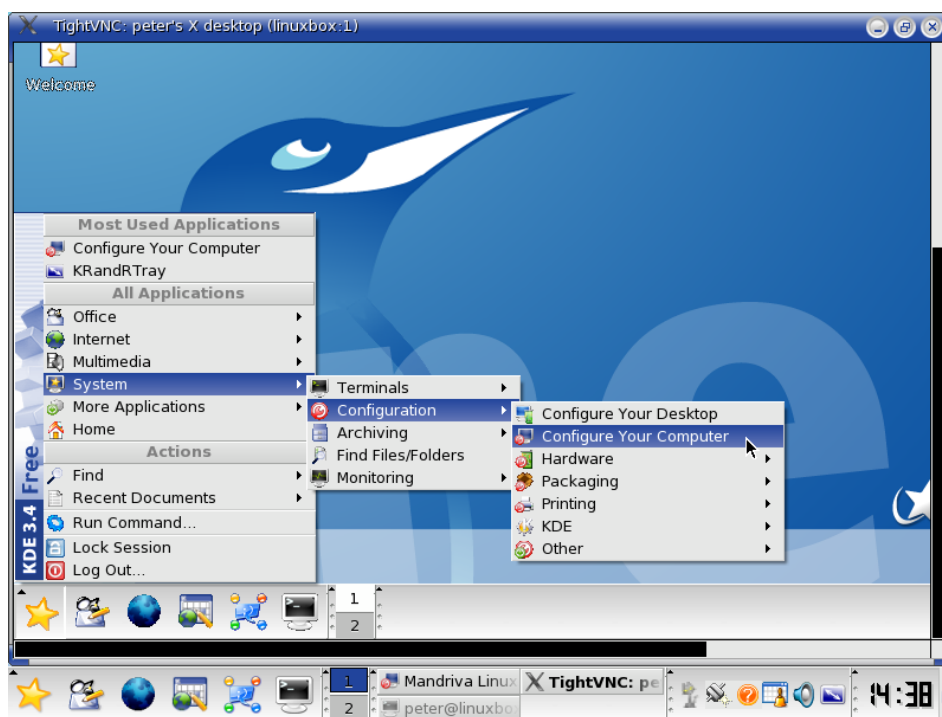 TightVNC: peter's X desktop (linuxbox:1)
Welcome
Most Used Applications
Configure Your Computer
KRandRTray
All Applications
Office
Internet
Multimedia
System
More Applications
Home
Actions
Find
Recent Documents
Run Command...
Lock Session
Log Out...
KDE 3.4 Free
Terminals
Configuration
Archiving
Find Files/Folders
Monitoring
Configure Your Desktop
Configure Your Computer
Hardware
Packaging
Printing
KDE
Other
1
2
1
2
Mandriva Linux
TightVNC: pe
peter@linuxbo
14:38